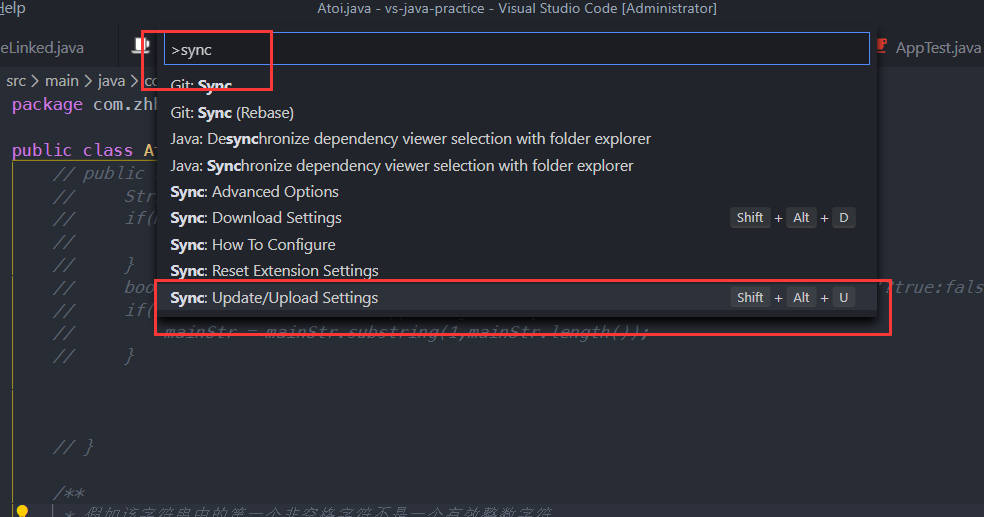 Help
Atoi.java - vs-java-practice - Visual Studio Code [Administrator]
eLinked.java
>sync
AppTest.java
src > main > java > co
Git: Sync
package com.zhh
Git: Sync (Rebase)
Java: Desynchronize dependency viewer selection with folder explorer
public class At
Java: Synchronize dependency viewer selection with folder explorer
// public
Sync: Advanced Options
// Stri
Sync: Download Settings Shift + Alt + D
// if(
Sync: How To Configure
//
// }
Sync: Reset Extension Settings
// boo
Sync: Update/Upload Settings Shift + Alt + U
?true:fals
// if(
// mainStr = mainStr.substring(1,mainStr.length());
// }
// }
/**
* 假如该字符串中的第一个非空格字符不是一个有效整数字符